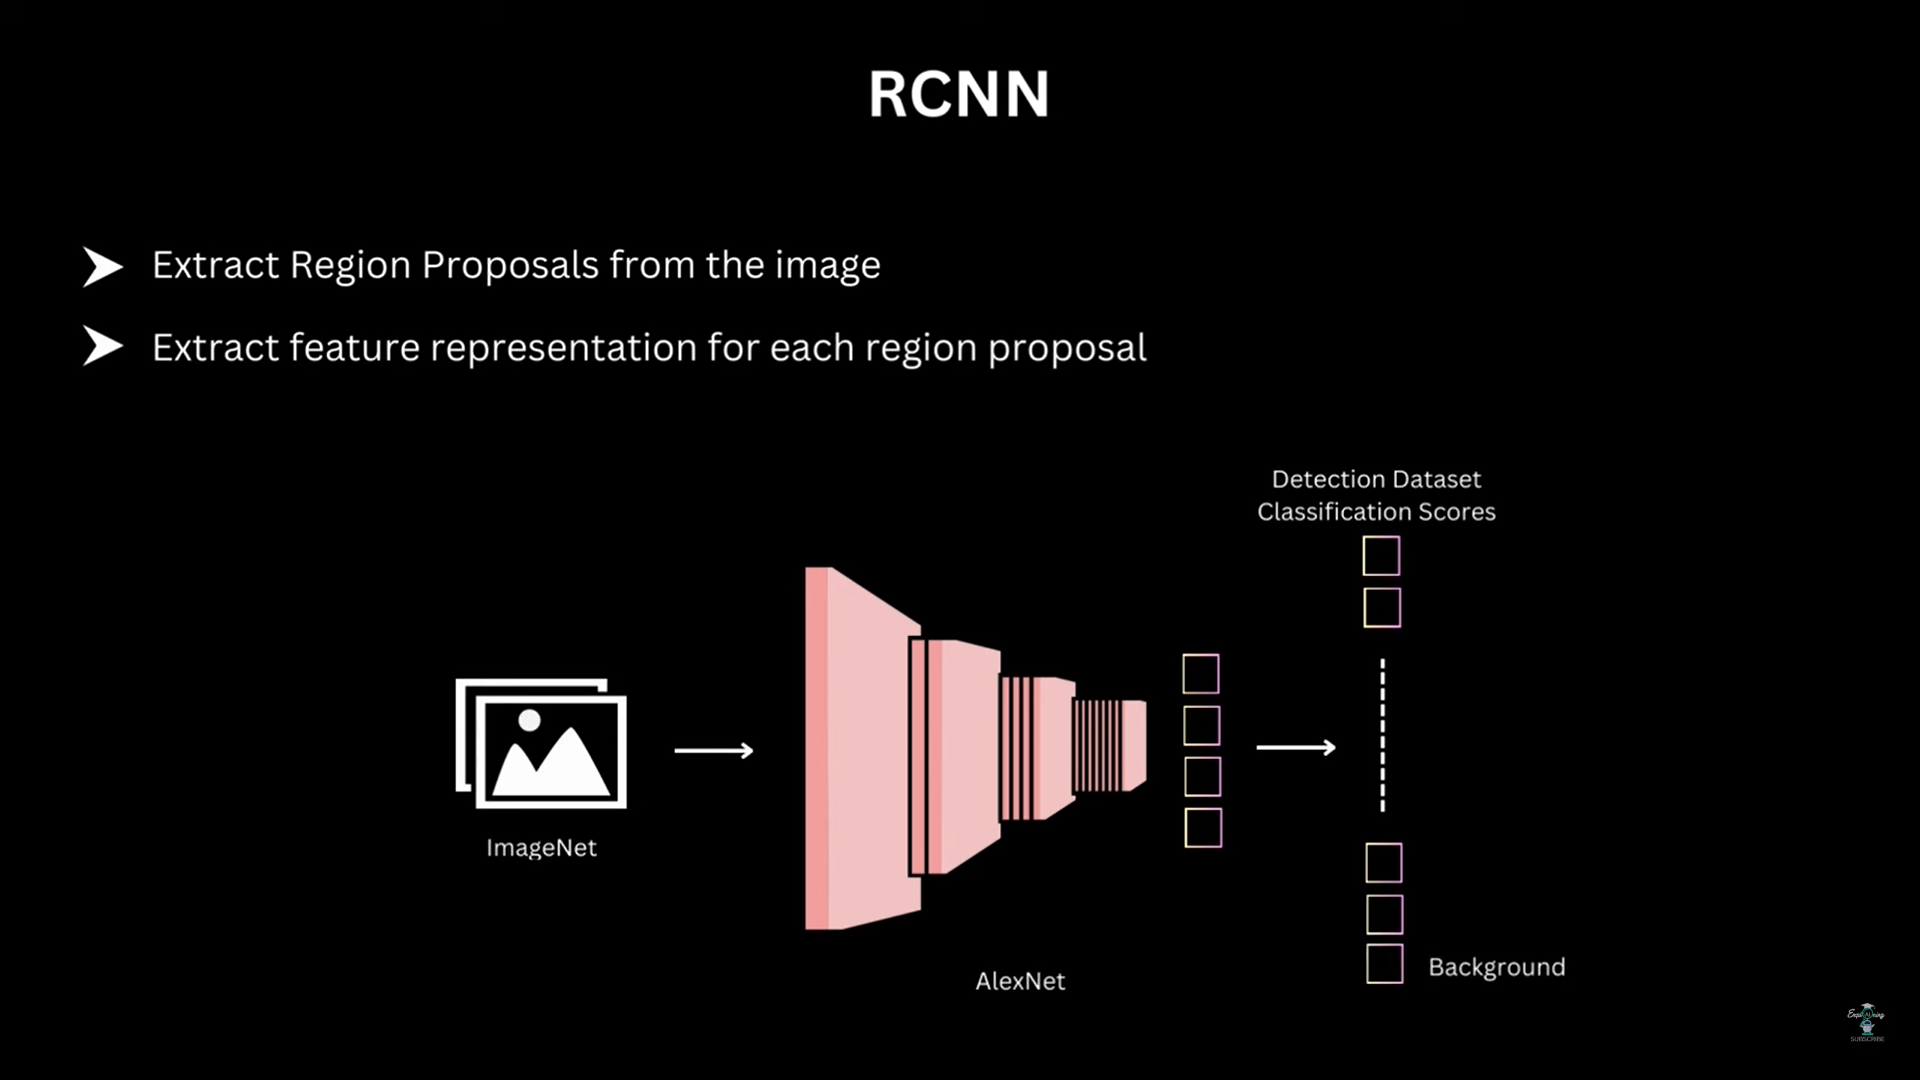 RCNN
Extract Region Proposals from the image
Extract feature representation for each region proposal
Detection Dataset
Classification Scores
ImageNet
AlexNet
Background
SUBSCRIBE